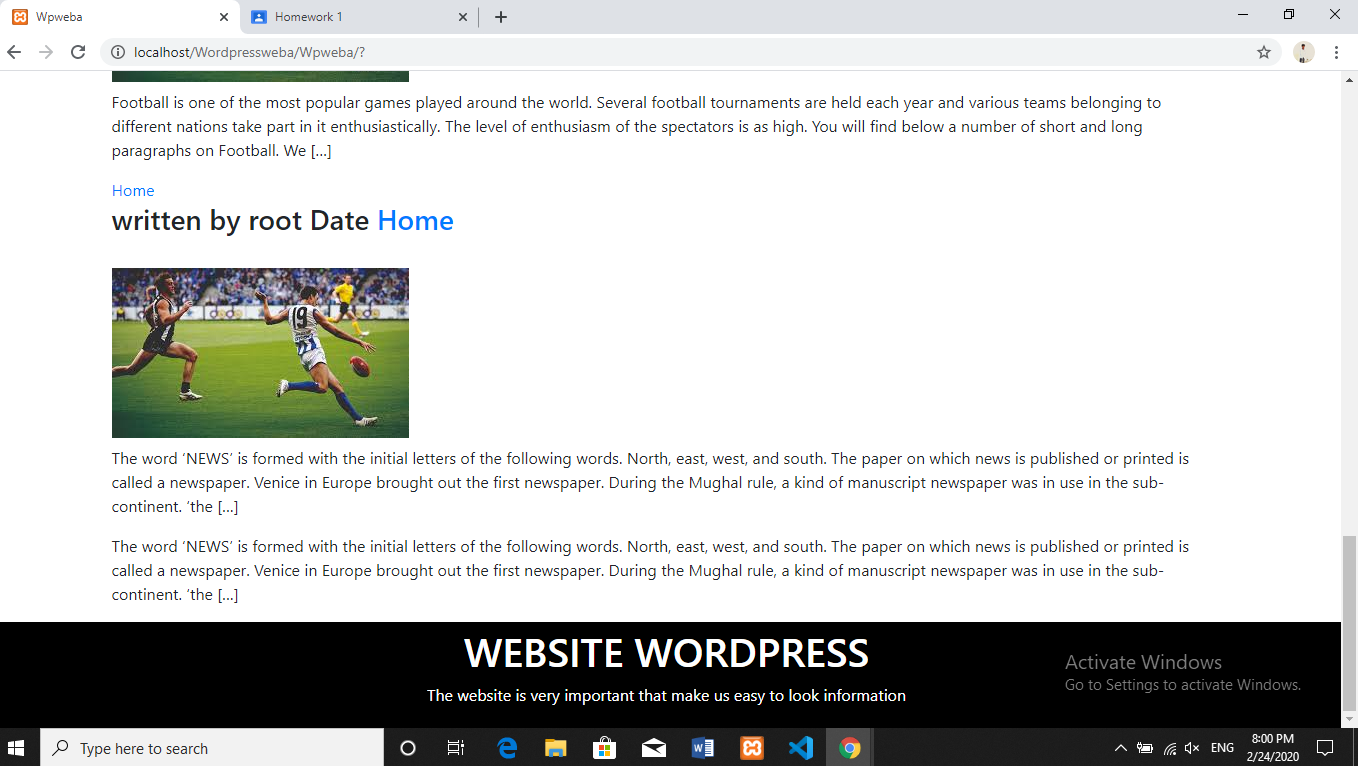 Wpweba
Homework 1
localhost/Wordpressweba/Wpweba/?
Football is one of the most popular games played around the world. Several football tournaments are held each year and various teams belonging to
different nations take part in it enthusiastically. The level of enthusiasm of the spectators is as high. You will find below a number of short and long
paragraphs on Football. We […]
Home
written by root Date Home
19
The word ‘NEWS’ is formed with the initial letters of the following words. North, east, west, and south. The paper on which news is published or printed is
called a newspaper. Venice in Europe brought out the first newspaper. During the Mughal rule, a kind of manuscript newspaper was in use in the sub-
continent. ‘the […]
The word ‘NEWS’ is formed with the initial letters of the following words. North, east, west, and south. The paper on which news is published or printed is
called a newspaper. Venice in Europe brought out the first newspaper. During the Mughal rule, a kind of manuscript newspaper was in use in the sub-
continent. ‘the […]
WEBSITE WORDPRESS
The website is very important that make us easy to look information
Activate Windows
Go to Settings to activate Windows.
Type here to search
ENG
8:00 PM
2/24/2020